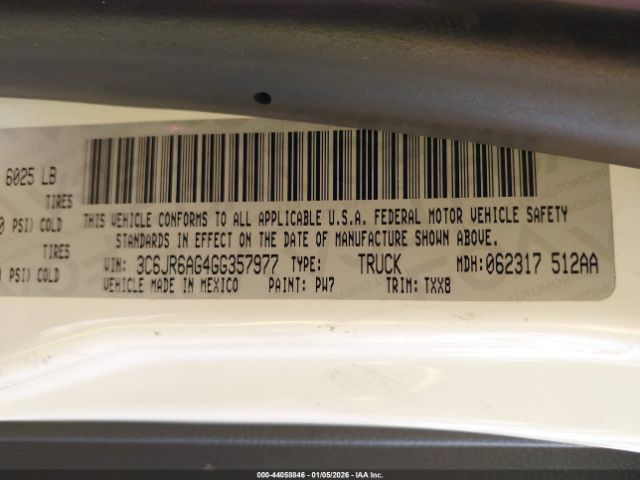 6025 LB
TIRES
PSI) COLD
TIRES
PSI) COLD
THIS VEHICLE CONFORMS TO ALL APPLICABLE U.S.A. FEDERAL MOTOR VEHICLE SAFETY
STANDARDS IN EFFECT ON THE DATE OF MANUFACTURE SHOWN ABOVE.
VIN: 3C6JR6AG4GG357977 TYPE: TRUCK MDH:062317 512AA
VEHICLE MADE IN MEXICO PAINT: PW7 TRIM: TXX8
000-44058846 - 01/05/2026 - IAA Inc.